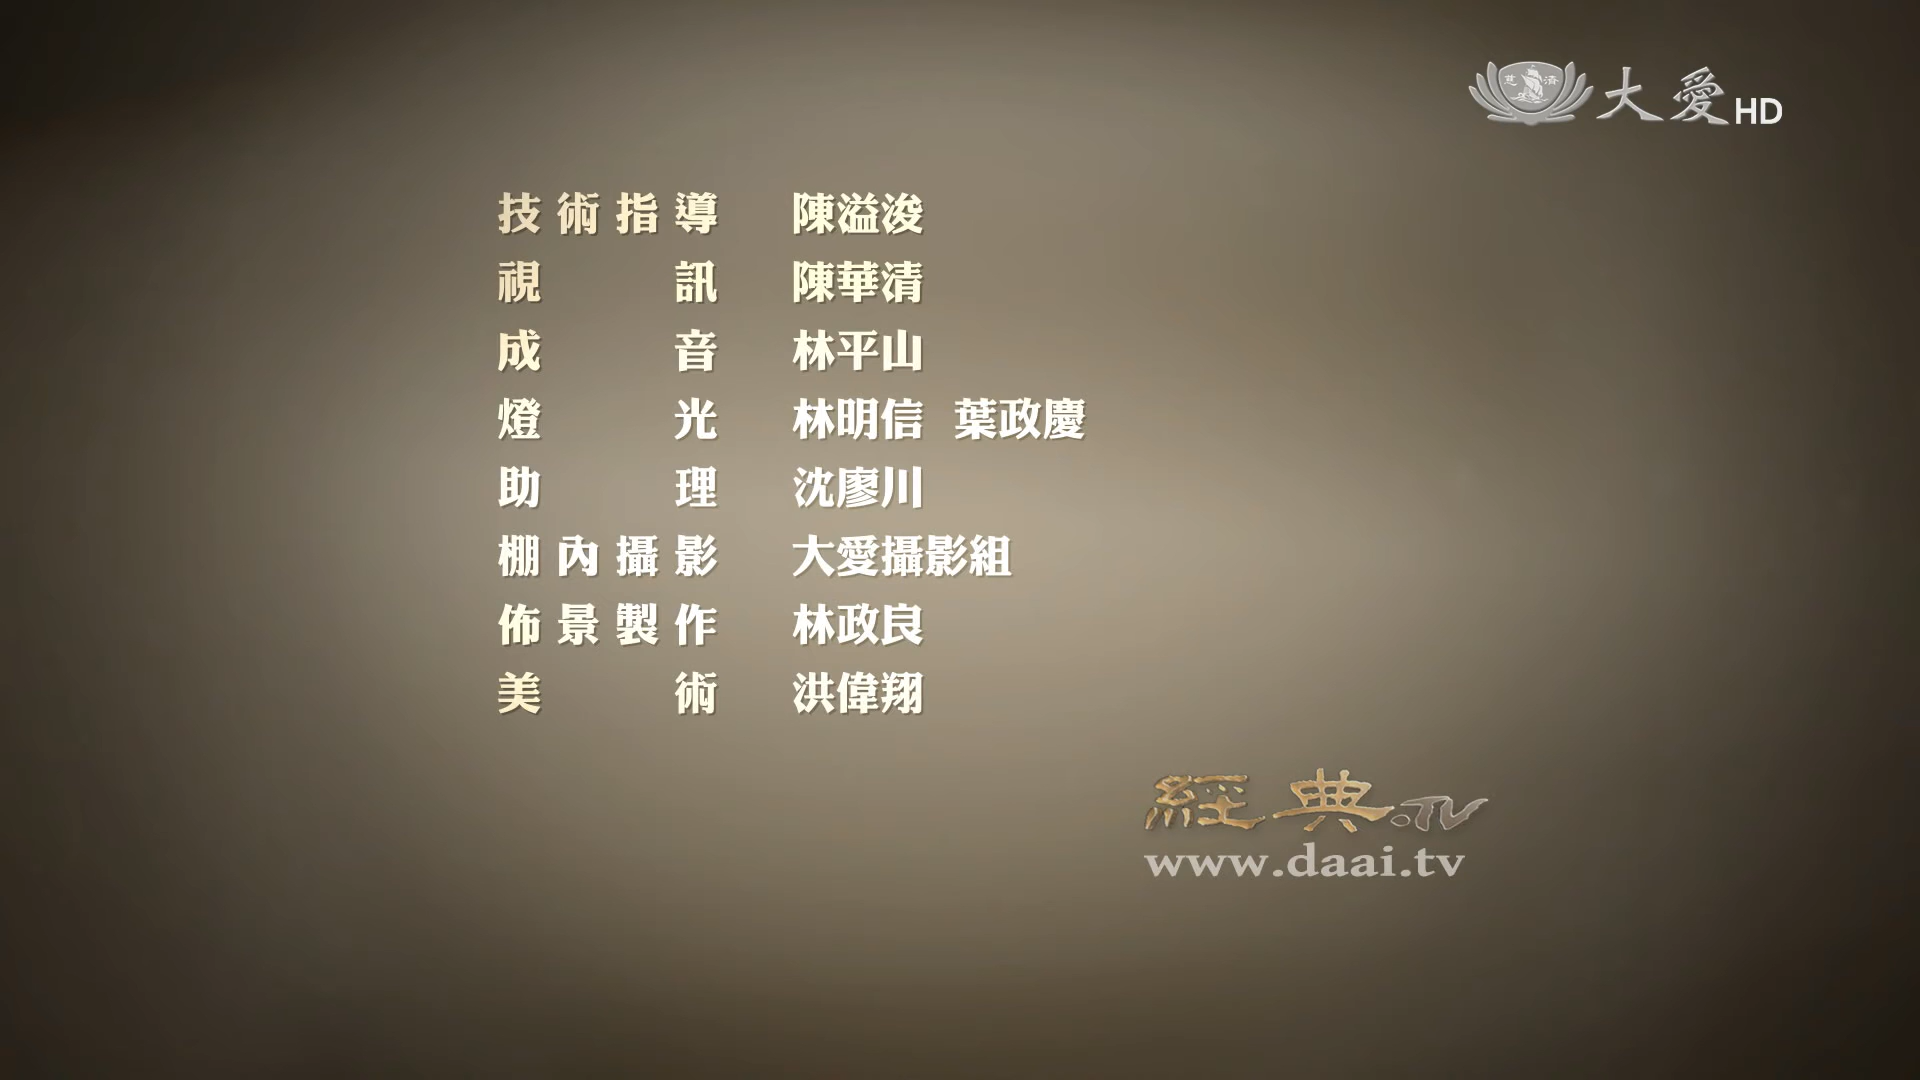 慈 濟
大愛HD
技術指導 陳溢浚
視訊 陳華清
成音 林平山
燈光 林明信 葉政慶
助理 沈廖川
棚內攝影 大愛攝影組
佈景製作 林政良
美術 洪偉翔
經典.TV
www.daai.tv